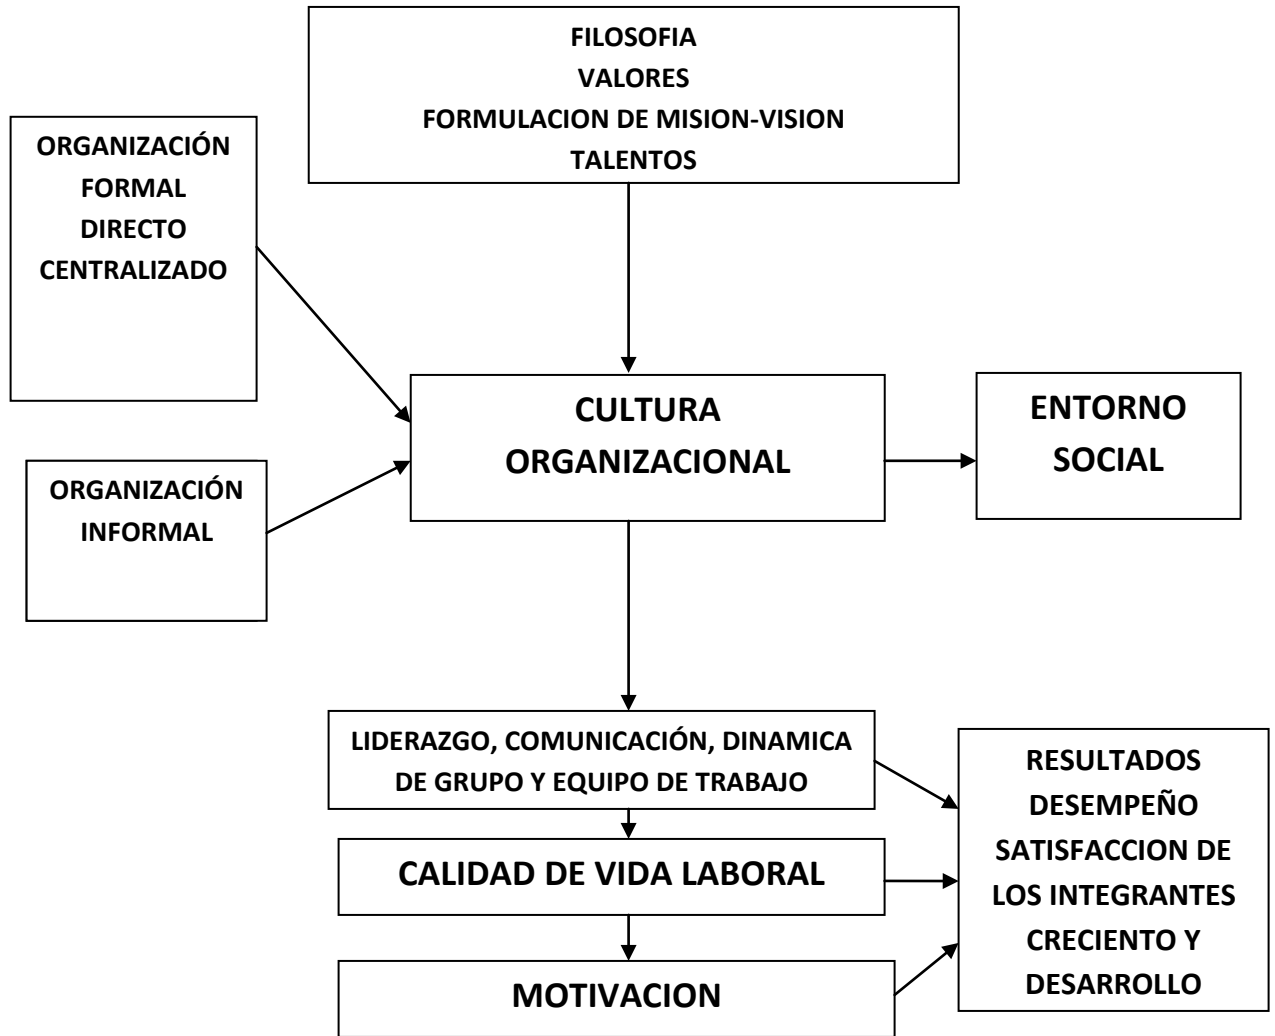 FILOSOFIA
VALORES
FORMULACION DE MISION-VISION
TALENTOS
ORGANIZACIÓN
FORMAL
DIRECTO
CENTRALIZADO
CULTURA
ORGANIZACIONAL
ENTORNO
SOCIAL
ORGANIZACIÓN
INFORMAL
LIDERAZGO, COMUNICACIÓN, DINAMICA
DE GRUPO Y EQUIPO DE TRABAJO
CALIDAD DE VIDA LABORAL
MOTIVACION
RESULTADOS
DESEMPEÑO
SATISFACCION DE
LOS INTEGRANTES
CRECIENTO Y
DESARROLLO